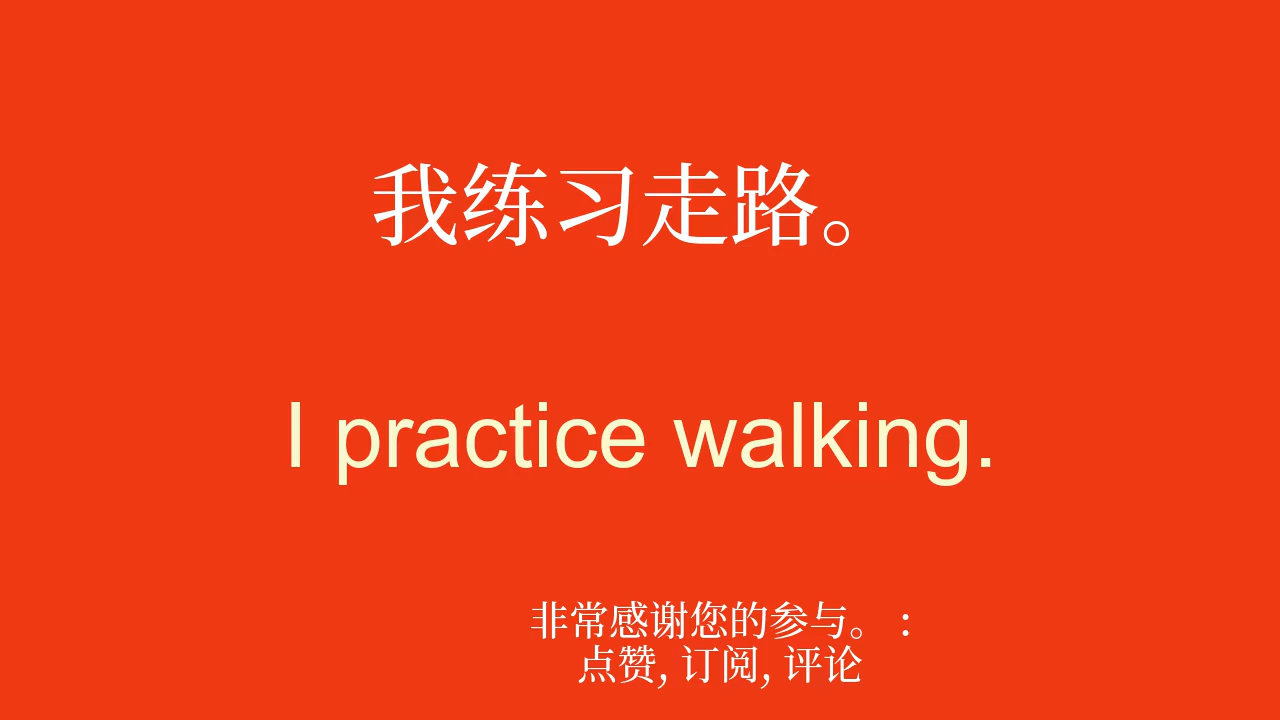 我练习走路。
I practice walking.
非常感谢您的参与。 :
点赞, 订阅, 评论